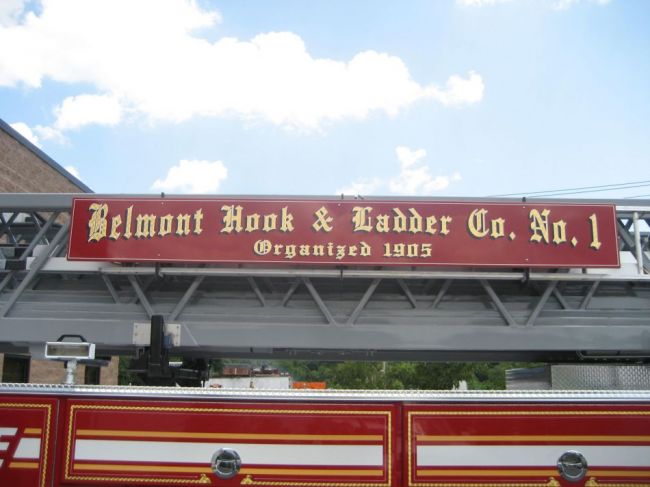 Belmont Hook & Ladder Co. No. 1
Organized 1905